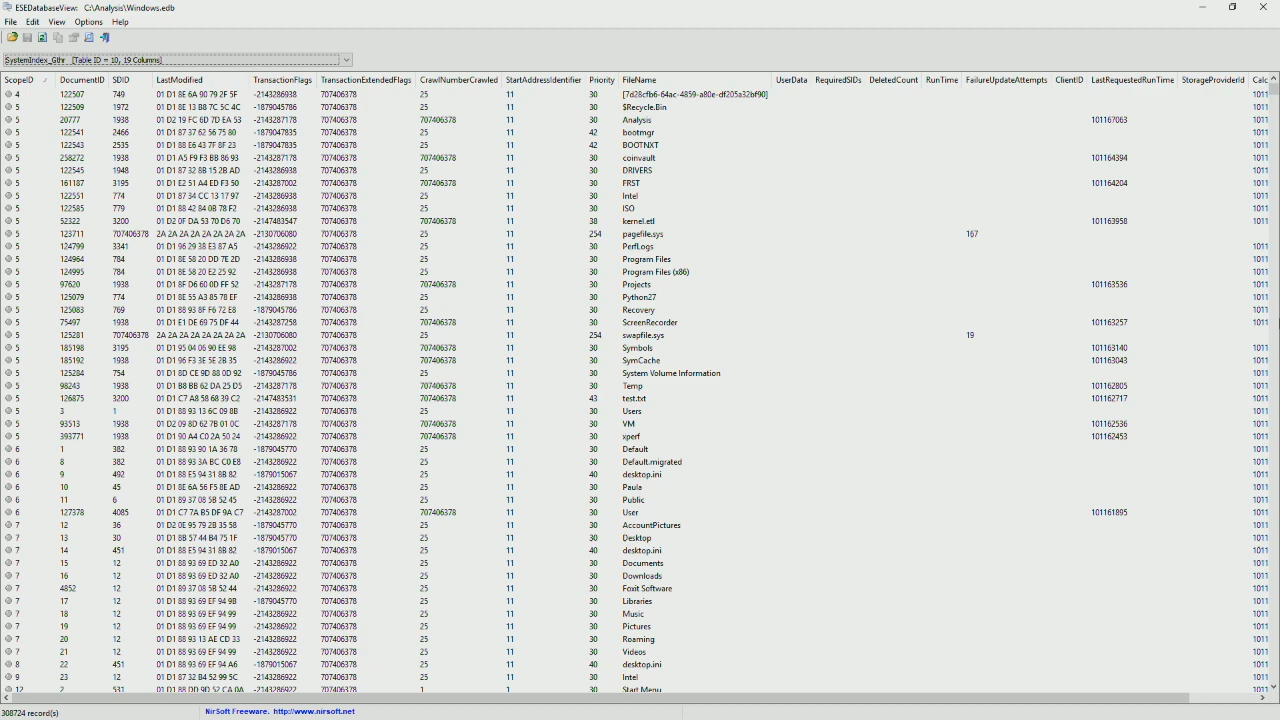 ESEDatabaseView: C:\Analysis\Windows.edb
File Edit View Options Help
SystemIndex_Gthr [Table ID = 10, 19 Columns]
ScopeID DocumentID SDID LastModified TransactionFlags TransactionExtendedFlags CrawlNumberCrawled StartAddressIdentifier Priority FileName UserData RequiredSIDs DeletedCount RunTime FailureUpdateAttempts ClientID LastRequestedRunTime StorageProviderId Calc
4 122507 749 01 D1 8E 6A 90 79 2F 5F -2143286938 707406378 25 11 30 [7d28cfb6-64ac-4859-a80e-df205a32bf90] 1011
5 122509 1972 01 D1 8E 13 B8 7C 5C 4C -1879045786 707406378 25 11 30 $Recycle.Bin 1011
5 20777 1938 01 D2 19 FC 6D 7D EA 53 -2143287178 707406378 707406378 11 30 Analysis 101167063 1011
5 122541 2466 01 D1 87 37 62 56 75 80 -1879047835 707406378 25 11 42 bootmgr 1011
5 122543 2535 01 D1 88 E6 43 7F 8F 23 -1879047835 707406378 25 11 42 BOOTNXT 1011
5 258272 1938 01 D1 A5 F9 F3 BB 86 93 -2143287178 707406378 707406378 11 30 coinvault 101164394 1011
5 122545 1948 01 D1 87 32 8B 15 2B AD -2143286938 707406378 25 11 30 DRIVERS 1011
5 161187 3195 01 D1 E2 51 A4 ED F3 50 -2143287002 707406378 707406378 11 30 FRST 101164204 1011
5 122551 774 01 D1 87 34 CC 13 17 97 -2143286938 707406378 25 11 30 Intel 1011
5 122585 779 01 D1 88 42 84 0B 78 F2 -2143286938 707406378 25 11 30 ISO 1011
5 52322 3200 01 D2 0F DA 53 70 D6 70 -2147483547 707406378 707406378 11 38 kernel.etl 101163958 1011
5 123711 707406378 2A 2A 2A 2A 2A 2A 2A 2A -2130706080 707406378 25 11 254 pagefile.sys 167
5 124799 3341 01 D1 96 29 38 E3 87 A5 -2143286922 707406378 25 11 30 PerfLogs 1011
5 124964 784 01 D1 8E 58 20 DD 7E 2D -2143286938 707406378 25 11 30 Program Files 1011
5 124995 784 01 D1 8E 58 20 E2 25 92 -2143286938 707406378 25 11 30 Program Files (x86) 1011
5 97620 1938 01 D1 8F D6 60 0D FF 52 -2143287178 707406378 707406378 11 30 Projects 101163536 1011
5 125079 774 01 D1 8E 55 A3 85 78 EF -2143286938 707406378 25 11 30 Python27 1011
5 125083 769 01 D1 88 93 8F F6 72 E8 -1879045786 707406378 25 11 30 Recovery 1011
5 75497 1938 01 D1 E1 DE 69 75 DF 44 -2143287258 707406378 707406378 11 30 ScreenRecorder 101163257 1011
5 125281 707406378 2A 2A 2A 2A 2A 2A 2A 2A -2130706080 707406378 25 11 254 swapfile.sys 19
5 185198 3195 01 D1 95 04 06 90 EE 98 -2143287002 707406378 707406378 11 30 Symbols 101163140 1011
5 185192 1938 01 D1 96 F3 3E 5E 2B 35 -2143286922 707406378 707406378 11 30 SymCache 101163043 1011
5 125284 754 01 D1 8D CE 9D 88 0D 92 -1879045786 707406378 25 11 30 System Volume Information 1011
5 98243 1938 01 D1 B8 BB 62 DA 25 D5 -2143287178 707406378 707406378 11 30 Temp 101162805 1011
5 126875 3200 01 D1 C7 A8 58 68 39 C2 -2147483531 707406378 707406378 11 43 test.txt 101162717 1011
5 3 1 01 D1 88 93 13 6C 09 8B -2143286922 707406378 25 11 30 Users 1011
5 93513 1938 01 D2 09 8D 62 7B 01 0C -2143287178 707406378 707406378 11 30 VM 101162536 1011
5 393771 1938 01 D1 90 A4 C0 2A 50 24 -2143286922 707406378 707406378 11 30 xperf 101162453 1011
6 1 382 01 D1 88 93 90 1A 36 78 -1879045770 707406378 25 11 30 Default 1011
6 8 382 01 D1 88 93 3A BC C0 E8 -2143286922 707406378 25 11 30 Default.migrated 1011
6 9 492 01 D1 88 E5 94 31 8B 82 -1879015067 707406378 25 11 40 desktop.ini 1011
6 10 45 01 D1 8E 6A 56 F5 8E AD -2143286922 707406378 25 11 30 Paula 1011
6 11 6 01 D1 89 37 08 5B 52 45 -2143286922 707406378 25 11 30 Public 1011
6 127378 4085 01 D1 C7 7A B5 DF 9A C7 -2143287002 707406378 707406378 11 30 User 101161895 1011
7 12 36 01 D2 0E 95 79 2B 35 58 -1879045770 707406378 25 11 30 AccountPictures 1011
7 13 30 01 D1 8B 57 44 B4 75 1F -1879045770 707406378 25 11 30 Desktop 1011
7 14 451 01 D1 88 E5 94 31 8B 82 -1879015067 707406378 25 11 40 desktop.ini 1011
7 15 12 01 D1 88 93 69 ED 32 A0 -2143286922 707406378 25 11 30 Documents 1011
7 16 12 01 D1 88 93 69 ED 32 A0 -2143286922 707406378 25 11 30 Downloads 1011
7 4852 12 01 D1 89 37 08 5B 52 44 -2143286922 707406378 25 11 30 Foxit Software 1011
7 17 12 01 D1 88 93 69 EF 94 9B -1879045770 707406378 25 11 30 Libraries 1011
7 18 12 01 D1 88 93 69 EF 94 99 -2143286922 707406378 25 11 30 Music 1011
7 19 12 01 D1 88 93 69 EF 94 99 -2143286922 707406378 25 11 30 Pictures 1011
7 20 12 01 D1 88 93 13 AE CD 33 -2143286922 707406378 25 11 30 Roaming 1011
7 21 12 01 D1 88 93 69 EF 94 99 -2143286922 707406378 25 11 30 Videos 1011
8 22 451 01 D1 88 93 69 EF 94 A6 -1879015067 707406378 25 11 40 desktop.ini 1011
9 23 12 01 D1 87 32 B4 52 99 5C -2143286922 707406378 25 11 30 Intel 1011
12 2 531 01 D1 88 DD 9D 52 CA 0A -2143286922 707406378 1 1 30 Start Menu 1011
308724 record(s) NirSoft Freeware. http://www.nirsoft.net